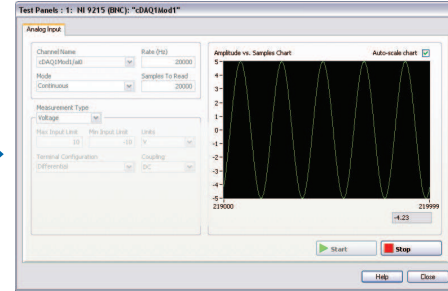 Test Panels : 1: NI 9215 (BNC): "cDAQ1Mod1"
Analog Input
Channel Name
cDAQ1Mod1/ai0
Rate (Hz)
20000
Mode
Continuous
Samples To Read
20000
Measurement Type
Voltage
Max Input Limit
10
Min Input Limit
-10
Units
V
Terminal Configuration
Differential
Coupling
DC
Amplitude vs. Samples Chart
Auto-scale chart
5
4
3
2
1
0
-1
-2
-3
-4
-5
219000
219999
-4.23
Start
Stop
Help
Close